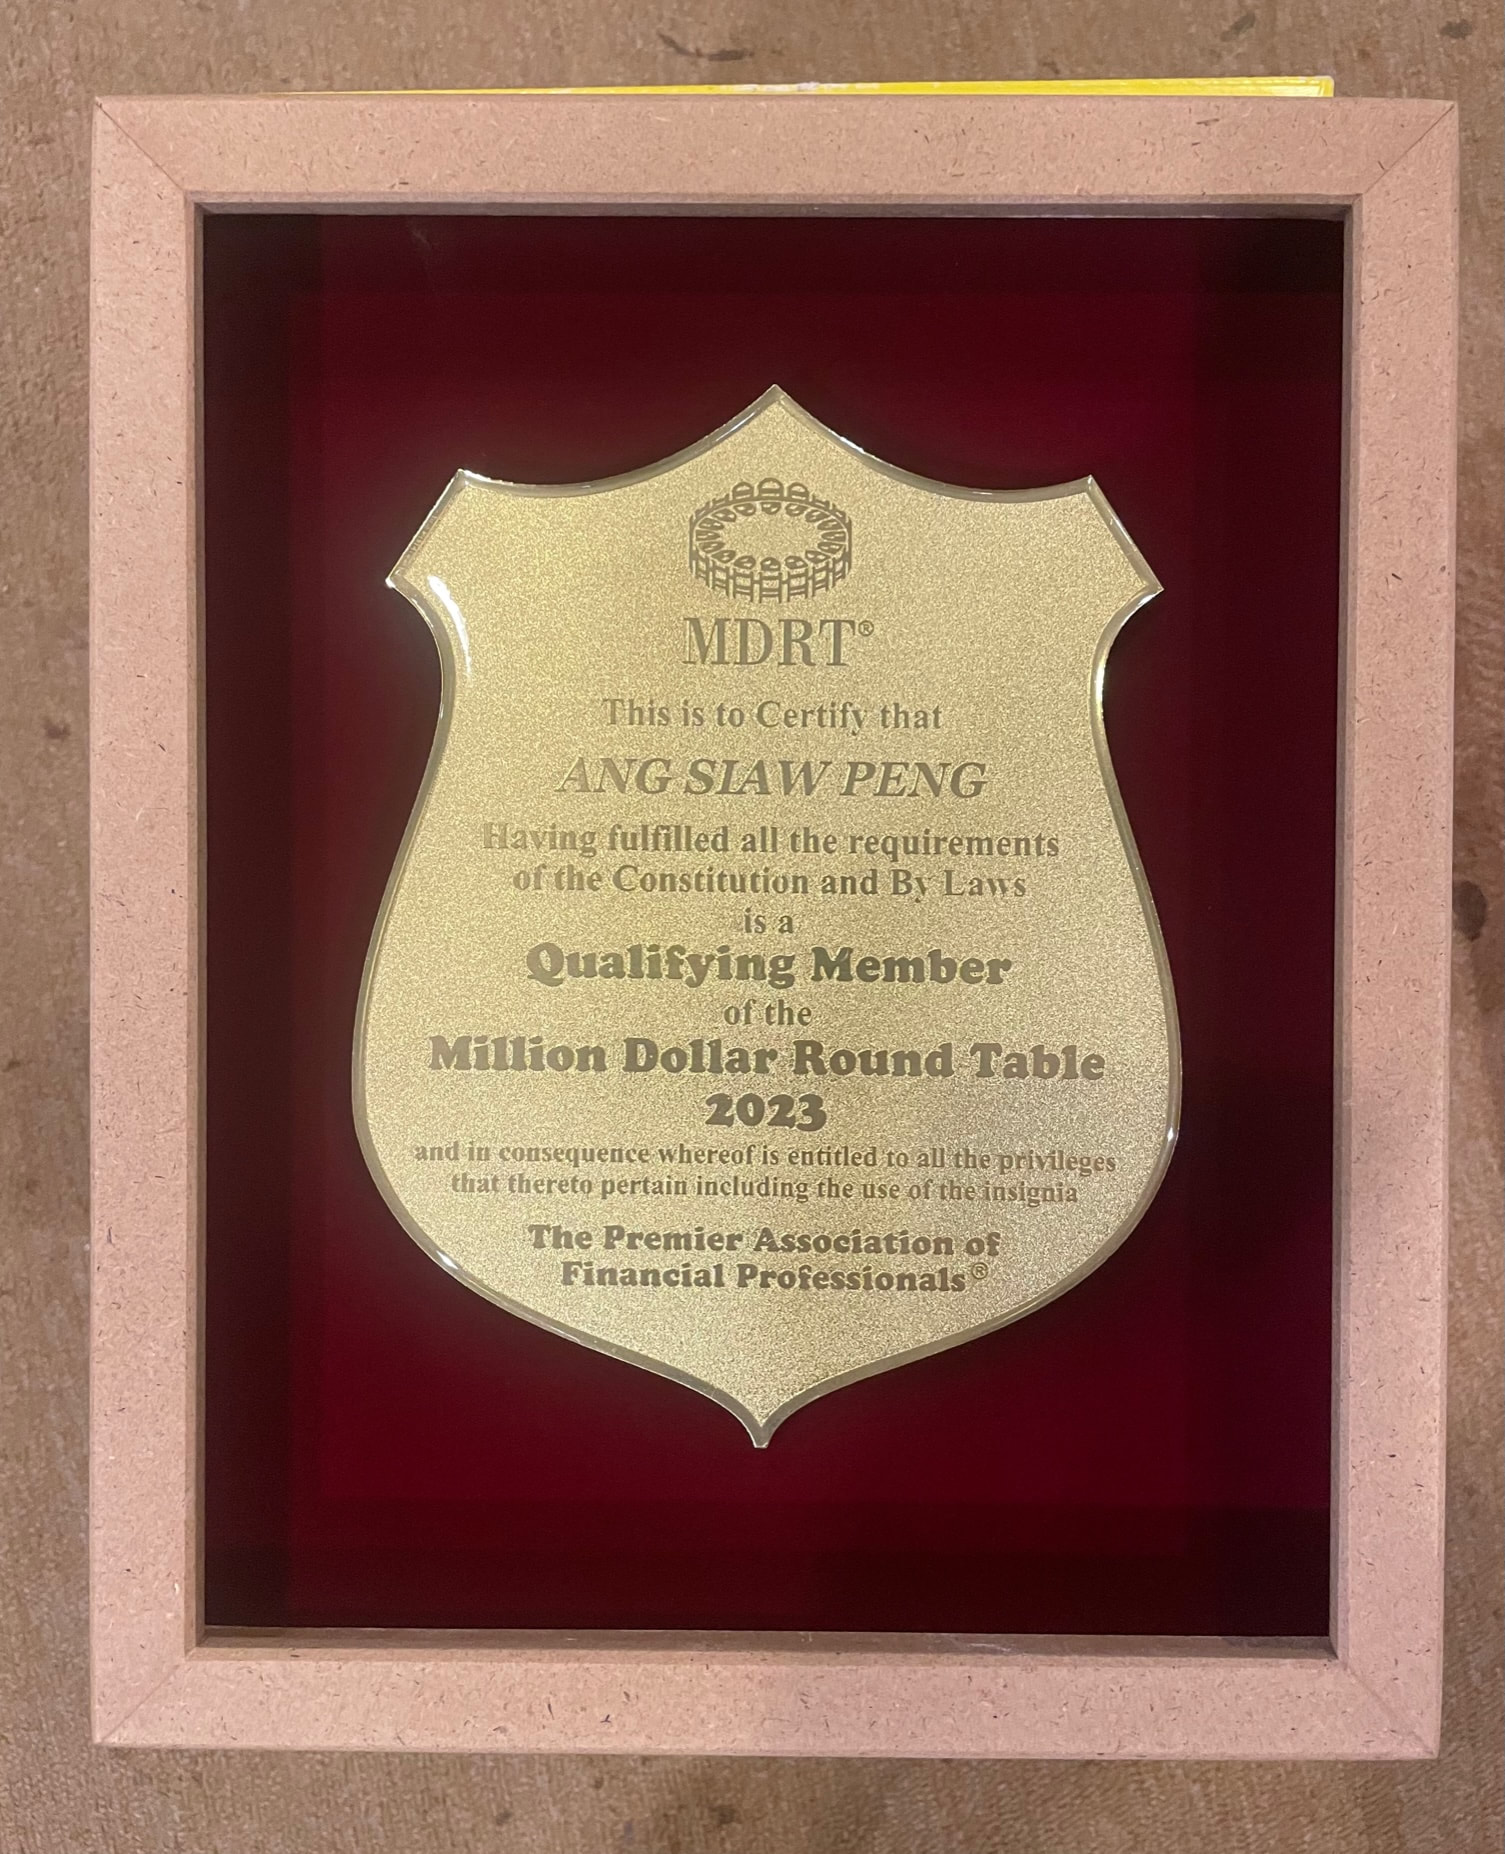 MDRT®
This is to Certify that
ANG SIAW PENG
Having fulfilled all the requirements
of the Constitution and By Laws
is a
Qualifying Member
of the
Million Dollar Round Table
2023
and in consequence whereof is entitled to all the privileges
that thereto pertain including the use of the insignia
The Premier Association of
Financial Professionals®